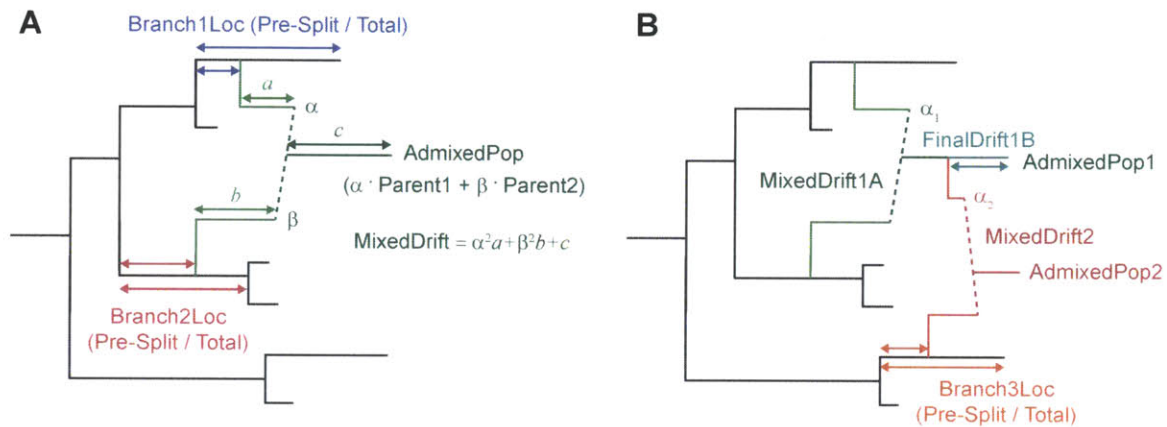 A
Branch1Loc (Pre-Split / Total)
a
α
c
AdmixedPop
(α · Parent1 + β · Parent2)
b
β
MixedDrift = α²a+β²b+c
Branch2Loc
(Pre-Split / Total)
B
α₁
FinalDrift1B
AdmixedPop1
MixedDrift1A
α₂
MixedDrift2
AdmixedPop2
Branch3Loc
(Pre-Split / Total)